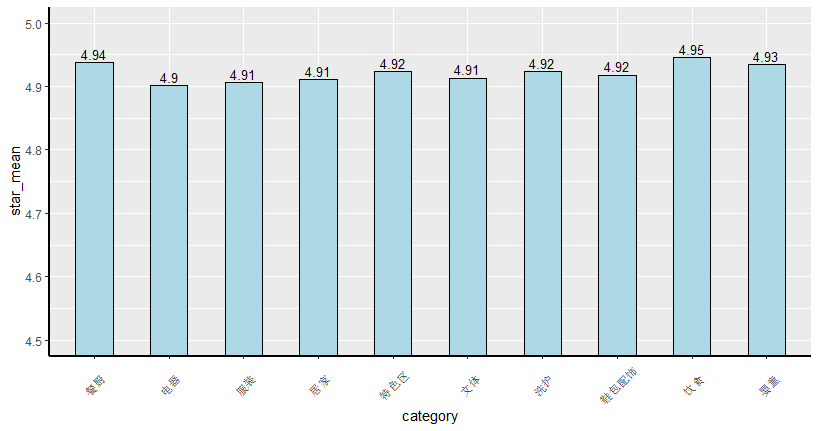 5.0
4.9
4.8
4.7
4.6
4.5
star_mean
4.94
4.9
4.91
4.91
4.92
4.91
4.92
4.92
4.95
4.93
餐厨
电器
服装
居家
特色区
文体
洗护
鞋包配饰
饮食
婴童
category